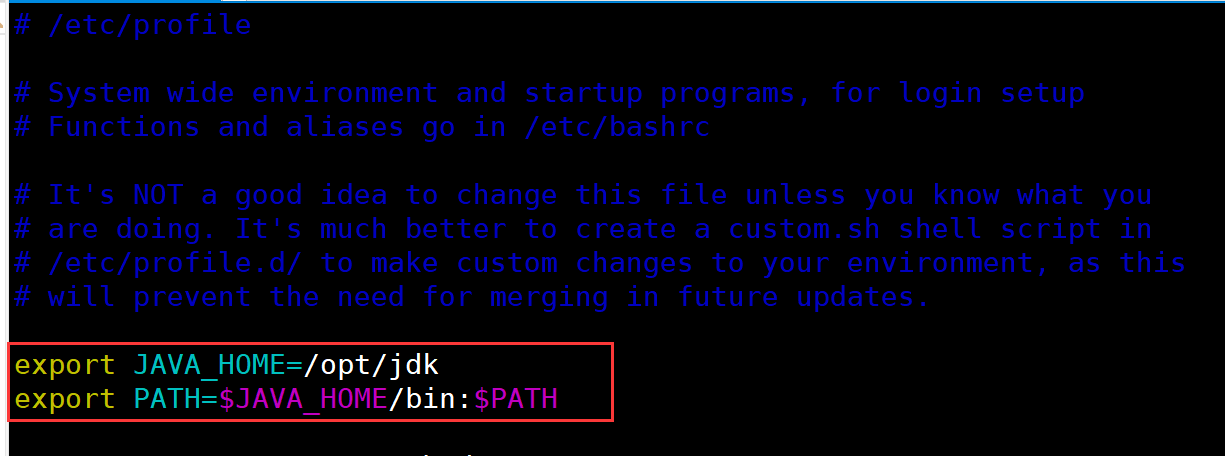 # /etc/profile
# System wide environment and startup programs, for login setup
# Functions and aliases go in /etc/bashrc
# It's NOT a good idea to change this file unless you know what you
# are doing. It's much better to create a custom.sh shell script in
# /etc/profile.d/ to make custom changes to your environment, as this
# will prevent the need for merging in future updates.
export JAVA_HOME=/opt/jdk
export PATH=$JAVA_HOME/bin:$PATH